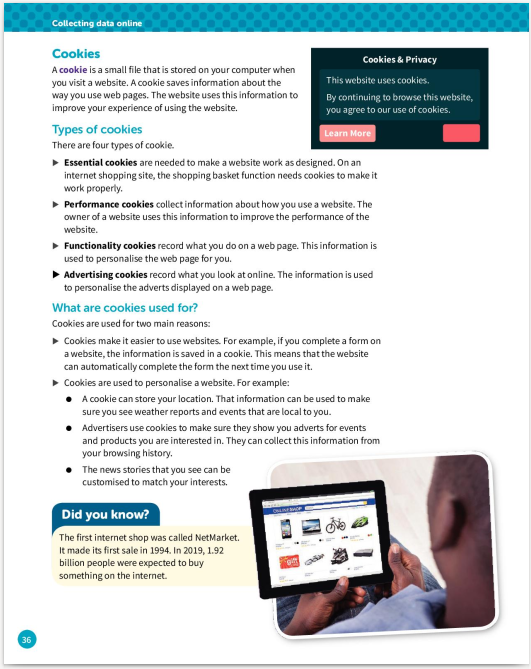 Collecting data online
Cookies
A cookie is a small file that is stored on your computer when
you visit a website. A cookie saves information about the
way you use web pages. The website uses this information to
improve your experience of using the website.
Cookies & Privacy
This website uses cookies.
By continuing to browse this website,
you agree to our use of cookies.
Learn More
Types of cookies
There are four types of cookie.
▶ Essential cookies are needed to make a website work as designed. On an
internet shopping site, the shopping basket function needs cookies to make it
work properly.
▶ Performance cookies collect information about how you use a website. The
owner of a website uses this information to improve the performance of the
website.
▶ Functionality cookies record what you do on a web page. This information is
used to personalise the web page for you.
▶ Advertising cookies record what you look at online. The information is used
to personalise the adverts displayed on a web page.
What are cookies used for?
Cookies are used for two main reasons:
▶ Cookies make it easier to use websites. For example, if you complete a form on
a website, the information is saved in a cookie. This means that the website
can automatically complete the form the next time you use it.
▶ Cookies are used to personalise a website. For example:
● A cookie can store your location. That information can be used to make
sure you see weather reports and events that are local to you.
● Advertisers use cookies to make sure they show you adverts for events
and products you are interested in. They can collect this information from
your browsing history.
● The news stories that you see can be
customised to match your interests.
Did you know?
The first internet shop was called NetMarket.
It made its first sale in 1994. In 2019, 1.92
billion people were expected to buy
something on the internet.
ONLINESHOP
36